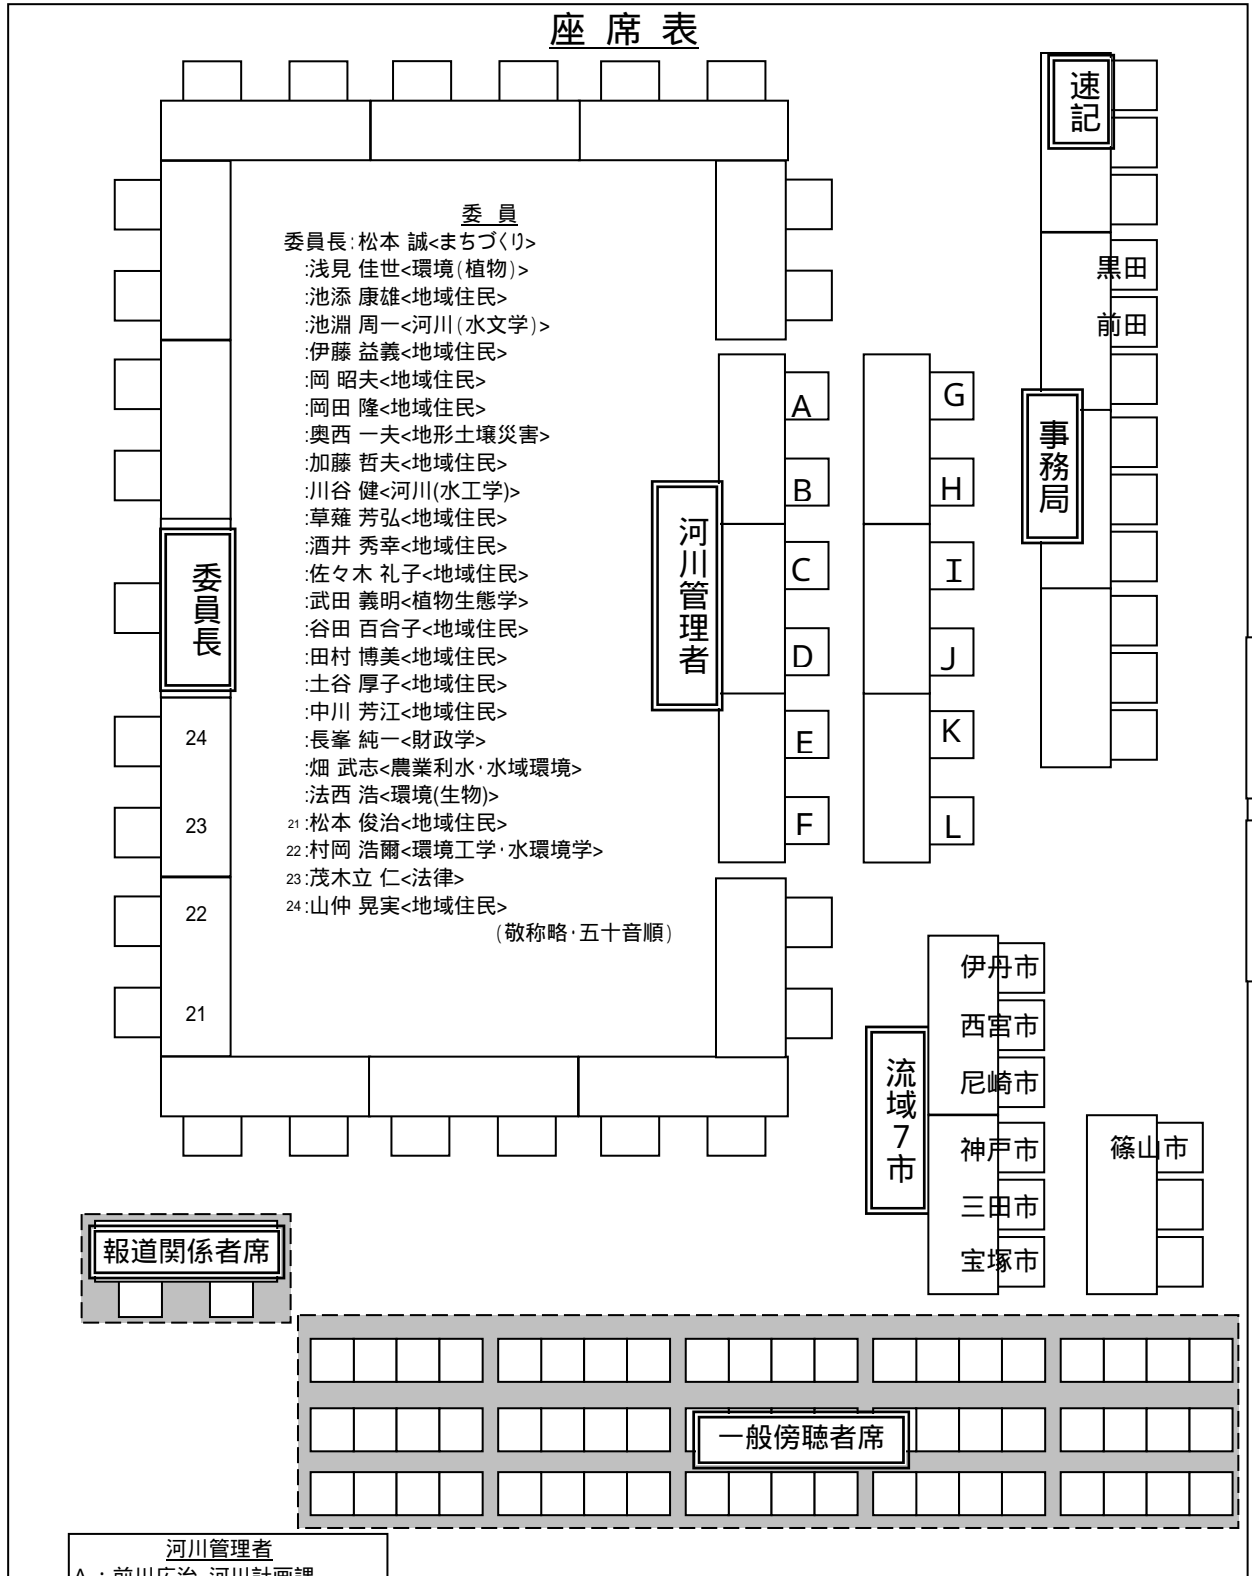 座 席 表
速記
委 員
委員長:松本 誠<まちづくり>
:浅見 佳世<環境(植物)>
:池添 康雄<地域住民>
:池淵 周一<河川(水文学)>
:伊藤 益義<地域住民>
:岡 昭夫<地域住民>
:岡田 隆<地域住民>
:奥西 一夫<地形土壌災害>
:加藤 哲夫<地域住民>
:川谷 健<河川(水工学)>
:草薙 芳弘<地域住民>
:酒井 秀幸<地域住民>
:佐々木 礼子<地域住民>
:武田 義明<植物生態学>
:谷田 百合子<地域住民>
:田村 博美<地域住民>
:土谷 厚子<地域住民>
:中川 芳江<地域住民>
:長峯 純一<財政学>
:畑 武志<農業利水・水域環境>
:法西 浩<環境(生物)>
21:松本 俊治<地域住民>
22:村岡 浩爾<環境工学・水環境学>
23:茂木立 仁<法律>
24:山仲 晃実<地域住民>
(敬称略・五十音順)
委員長
24
23
22
21
河川管理者
A
B
C
D
E
F
G
H
I
J
K
L
黒田
前田
事務局
流域7市
伊丹市
西宮市
尼崎市
神戸市
三田市
宝塚市
篠山市
報道関係者席
一般傍聴者席
河川管理者
A : 前川広治 河川計画課